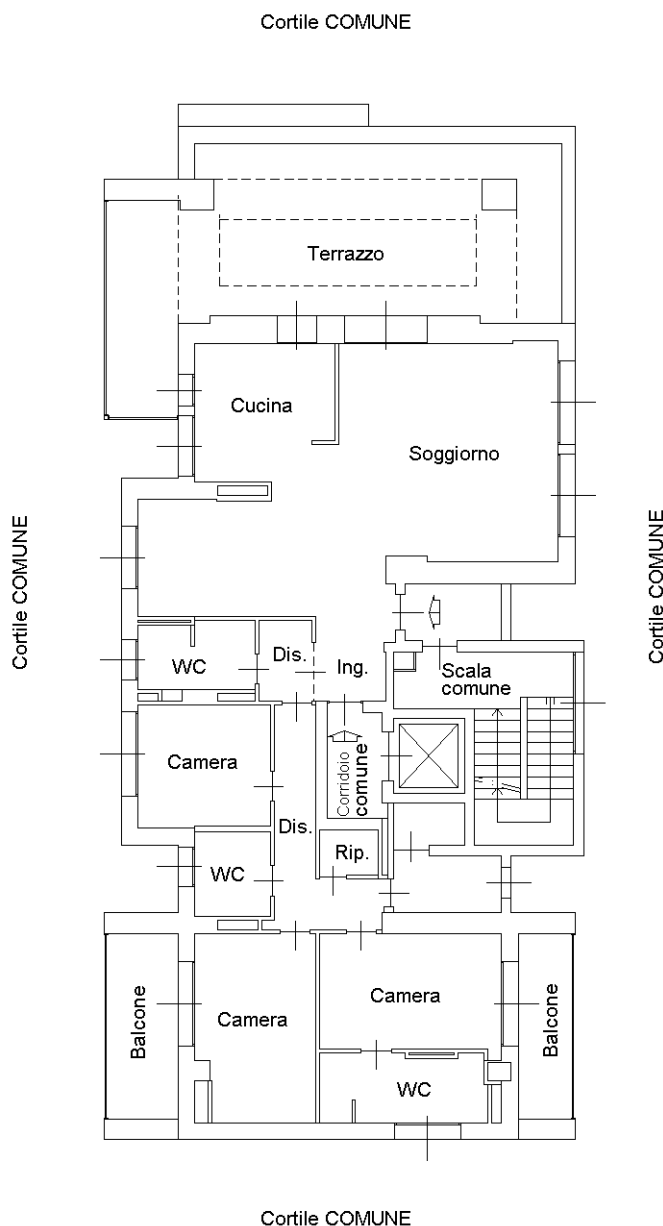 Cortile COMUNE
Terrazzo
Cucina
Soggiorno
Cortile COMUNE
Cortile COMUNE
WC
Dis.
Ing.
Scala
comune
Camera
Corridoio
comune
Dis.
Rip.
WC
Balcone
Camera
Camera
Balcone
WC
Cortile COMUNE